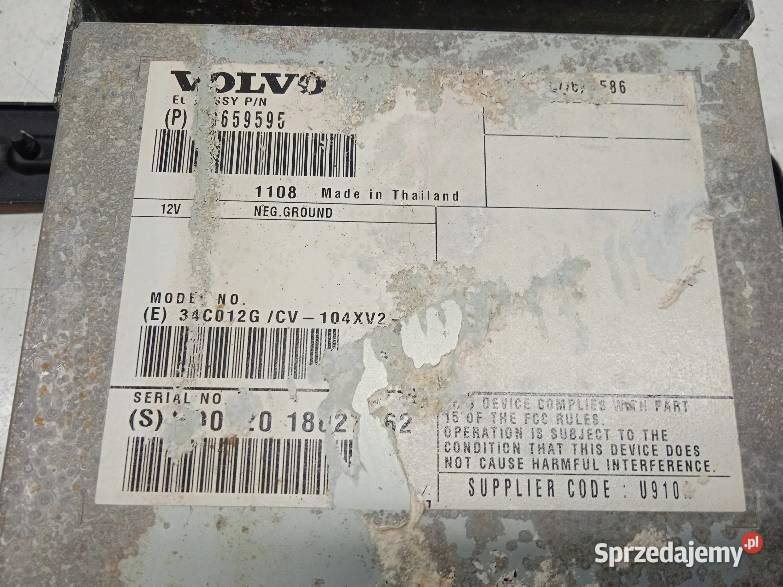 VOLVO
ASSY P/N
(P) 659595
586
1108 Made in Thailand
12V NEG.GROUND
MODEL NO.
(E) 34C012G /CV-104XV2-
SERIAL NO.
(S)
DEVICE COMPLIES WITH PART
15 OF THE FCC RULES.
OPERATION IS SUBJECT TO THE
CONDITION THAT THIS DEVICE DOES
NOT CAUSE HARMFUL INTERFERENCE.
SUPPLIER CODE : U910
Sprzedajemy.pl